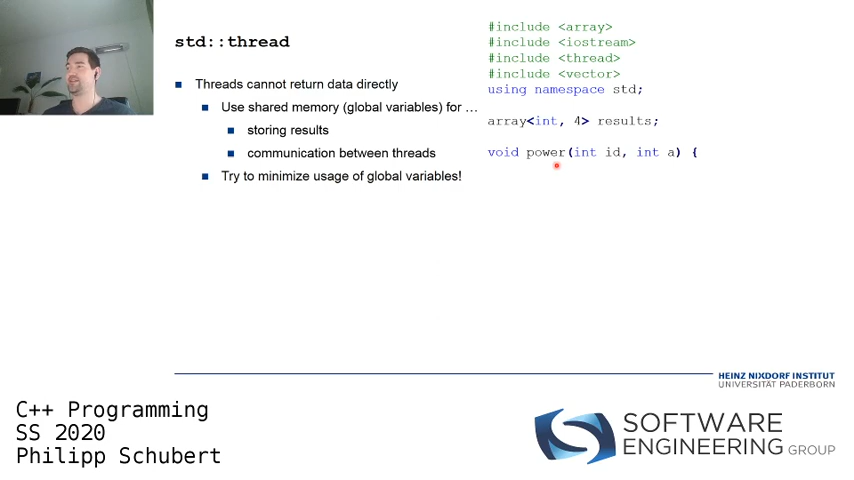 std::thread
Threads cannot return data directly
Use shared memory (global variables) for …
storing results
communication between threads
Try to minimize usage of global variables!
#include <array>
#include <iostream>
#include <thread>
#include <vector>
using namespace std;
array<int, 4> results;
void power(int id, int a) {
HEINZ NIXDORF INSTITUT
UNIVERSITÄT PADERBORN
C++ Programming
SS 2020
Philipp Schubert
SOFTWARE
ENGINEERING GROUP